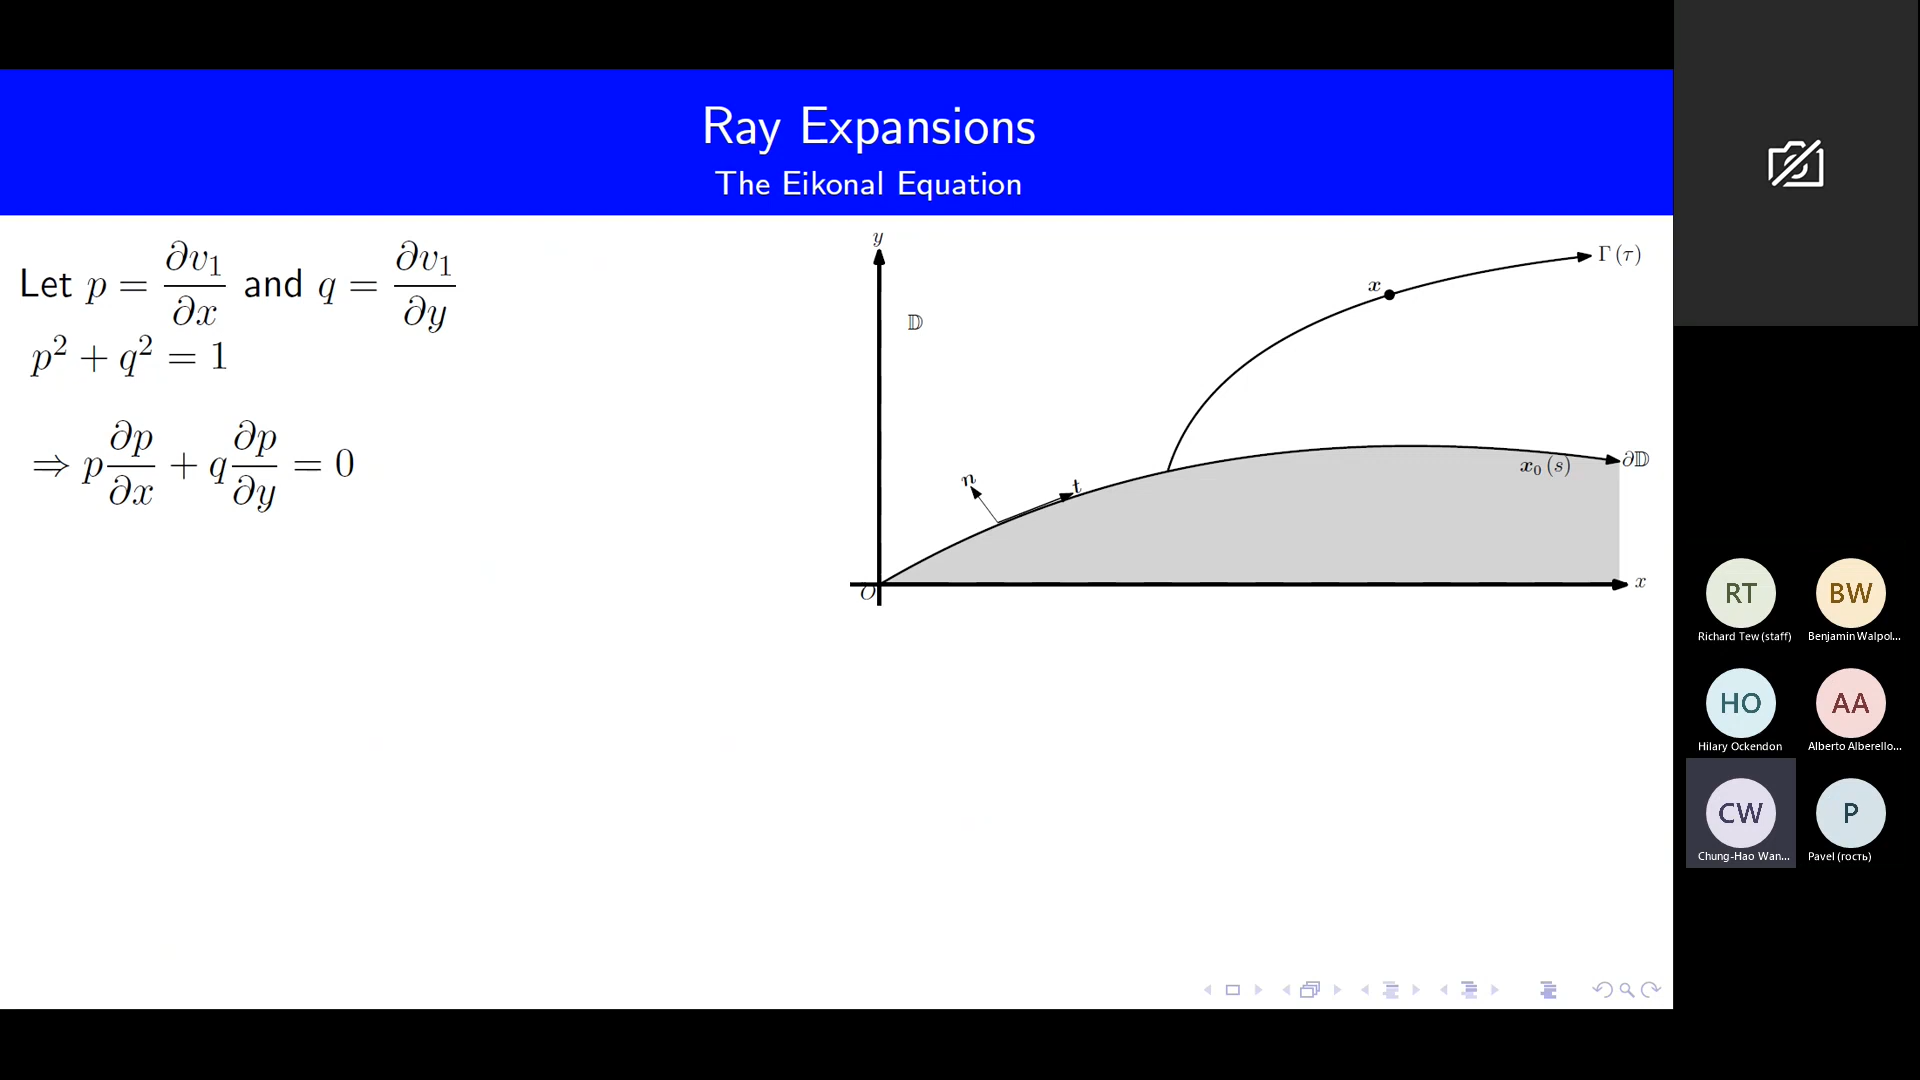 Ray Expansions
The Eikonal Equation
Let p = ∂v₁/∂x and q = ∂v₁/∂y
p² + q² = 1
⇒ p ∂p/∂x + q ∂p/∂y = 0
y
𝔻
x
Γ(τ)
n
t
x₀(s)
∂𝔻
O
x
RT
Richard Tew (staff)
BW
Benjamin Walpol...
HO
Hilary Ockendon
AA
Alberto Alberello...
CW
Chung-Hao Wan...
P
Pavel (гость)